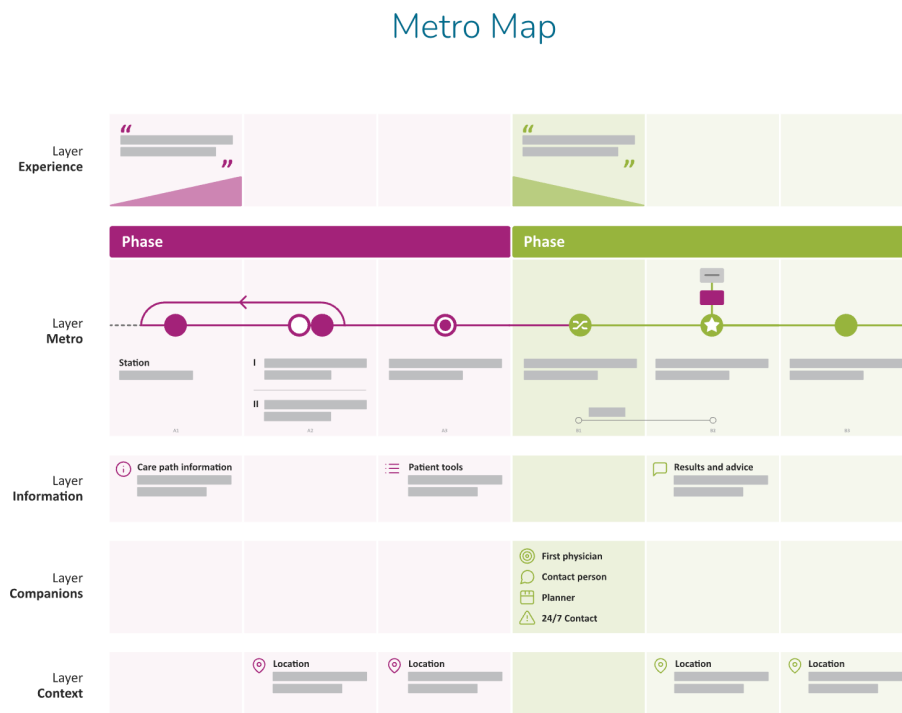 Metro Map
Layer
Experience
“
”
“
”
Phase
Phase
Layer
Metro
Station
I
II
Layer
Information
Care path information
Patient tools
Results and advice
Layer
Companions
First physician
Contact person
Planner
24/7 Contact
Layer
Context
Location
Location
Location
Location